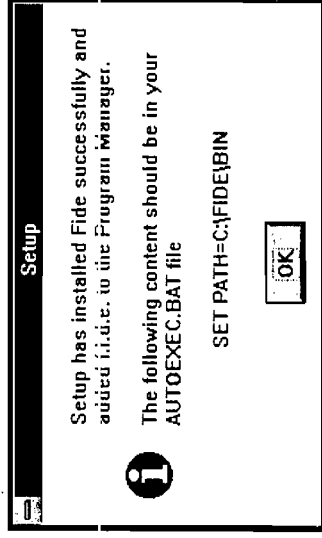 Setup
Setup has installed Fide successfully and
added f.i.d.e. to the Program Manager.
The following content should be in your
AUTOEXEC.BAT file
SET PATH=C:\FIDE\BIN
OK